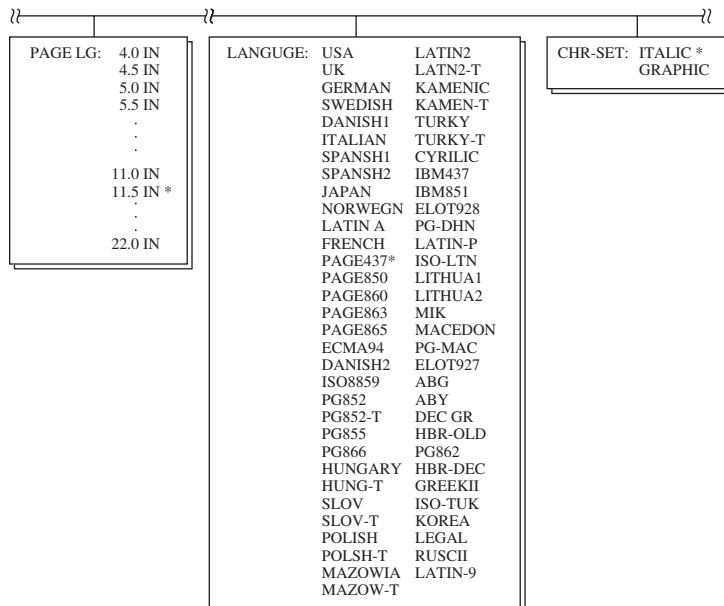 PAGE LG: 4.0 IN
4.5 IN
5.0 IN
5.5 IN
.
.
.
11.0 IN
11.5 IN *
.
.
.
22.0 IN
LANGUGE: USA LATIN2
UK LATN2-T
GERMAN KAMENIC
SWEDISH KAMEN-T
DANISH1 TURKY
ITALIAN TURKY-T
SPANSH1 CYRILIC
SPANSH2 IBM437
JAPAN IBM851
NORWEGN ELOT928
LATIN A PG-DHN
FRENCH LATIN-P
PAGE437* ISO-LTN
PAGE850 LITHUA1
PAGE860 LITHUA2
PAGE863 MIK
PAGE865 MACEDON
ECMA94 PG-MAC
DANISH2 ELOT927
ISO8859 ABG
PG852 ABY
PG852-T DEC GR
PG855 HBR-OLD
PG866 PG862
HUNGARY HBR-DEC
HUNG-T GREEKII
SLOV ISO-TUK
SLOV-T KOREA
POLISH LEGAL
POLSH-T RUSCII
MAZOWIA LATIN-9
MAZOW-T
CHR-SET: ITALIC *
GRAPHIC